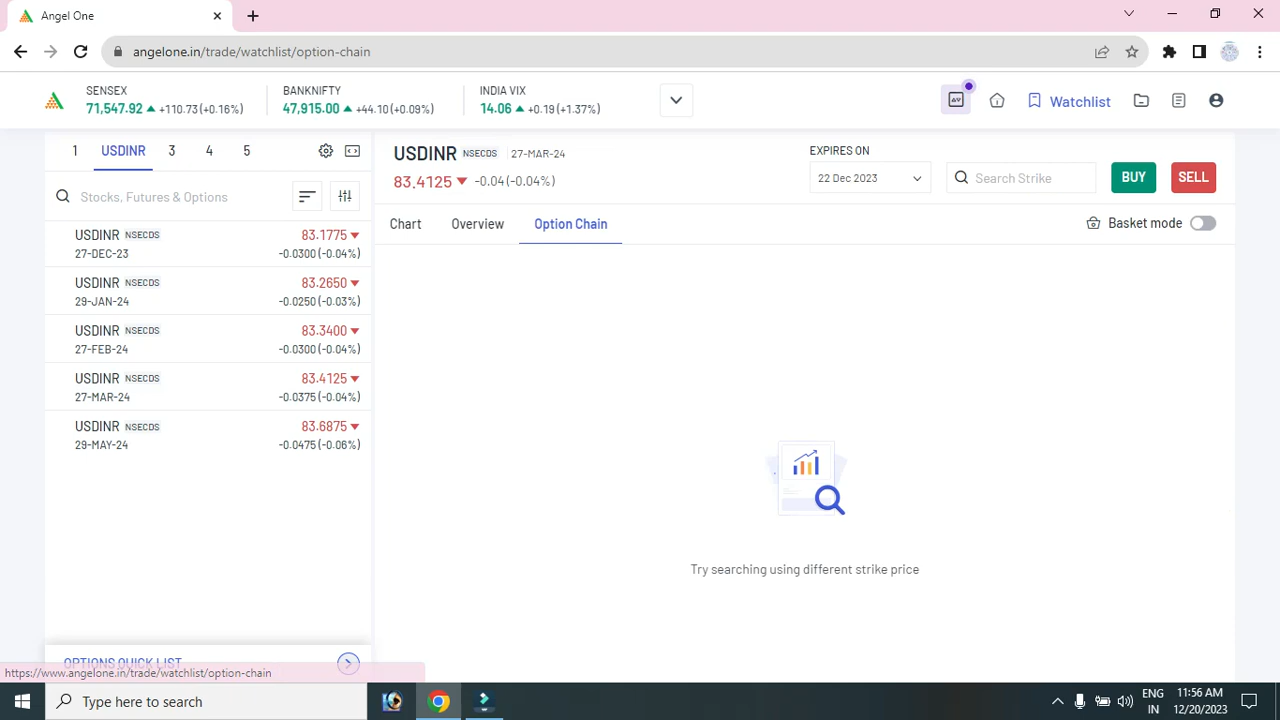 Angel One
angelone.in/trade/watchlist/option-chain
SENSEX
71,547.92 +110.73(+0.16%)
BANKNIFTY
47,915.00 +44.10(+0.09%)
INDIA VIX
14.06 +0.19(+1.37%)
Watchlist
1 USDINR 3 4 5
Stocks, Futures & Options
USDINR NSECDS 83.1775
27-DEC-23 -0.0300(-0.04%)
USDINR NSECDS 83.2650
29-JAN-24 -0.0250(-0.03%)
USDINR NSECDS 83.3400
27-FEB-24 -0.0300(-0.04%)
USDINR NSECDS 83.4125
27-MAR-24 -0.0375(-0.04%)
USDINR NSECDS 83.6875
29-MAY-24 -0.0475(-0.06%)
OPTIONS QUICK LIST
USDINR NSECDS 27-MAR-24
83.4125 -0.04(-0.04%)
EXPIRES ON
22 Dec 2023
Search Strike
BUY
SELL
Chart Overview Option Chain
Basket mode
Try searching using different strike price
https://www.angelone.in/trade/watchlist/option-chain
Type here to search
ENG
IN
11:56 AM
12/20/2023